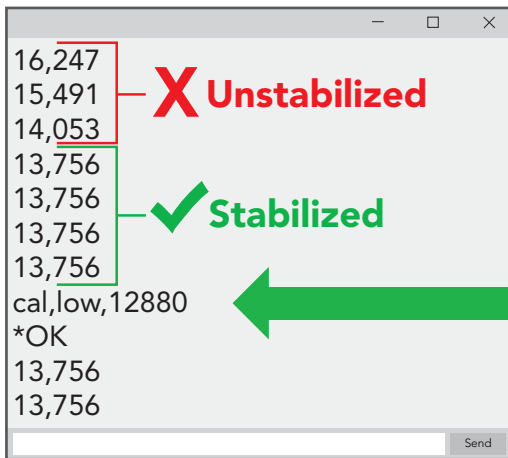 16,247
15,491
14,053
X Unstabilized
13,756
13,756
13,756
13,756
Stabilized
cal,low,12880
*OK
13,756
13,756
Send